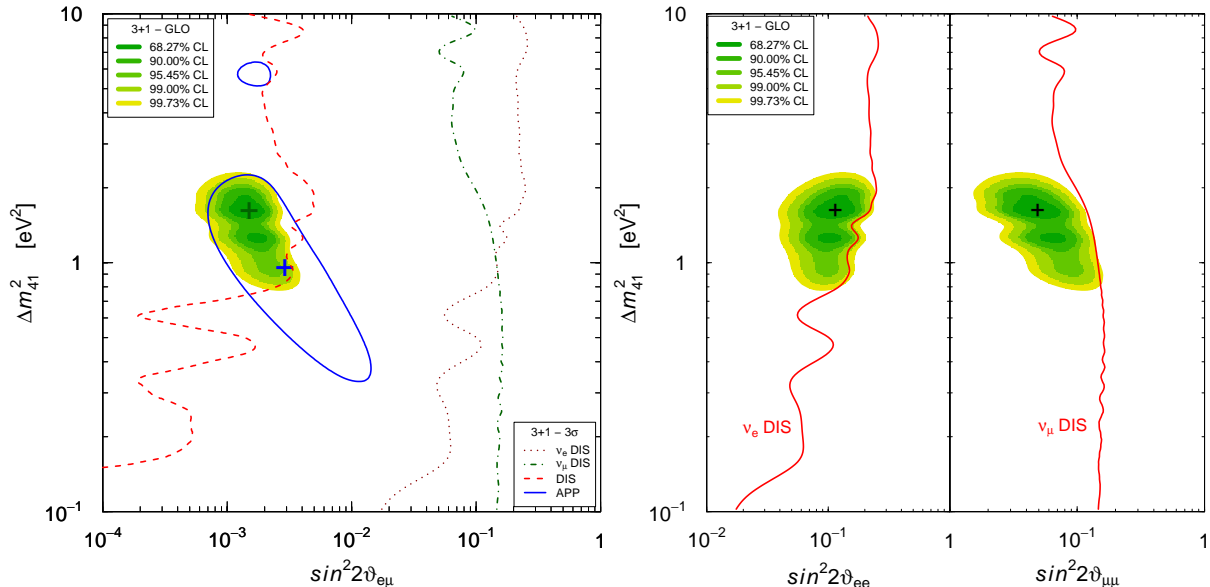 3+1 – GLO
68.27% CL
90.00% CL
95.45% CL
99.00% CL
99.73% CL
3+1 – 3σ
νe DIS
νμ DIS
DIS
APP
10
1
10−1
Δm²41 [eV²]
10−4
10−3
10−2
10−1
1
sin²2ϑeμ
3+1 – GLO
68.27% CL
90.00% CL
95.45% CL
99.00% CL
99.73% CL
νe DIS
νμ DIS
10
1
10−1
Δm²41 [eV²]
10−2
10−1
1
10−1
1
sin²2ϑee
sin²2ϑμμ